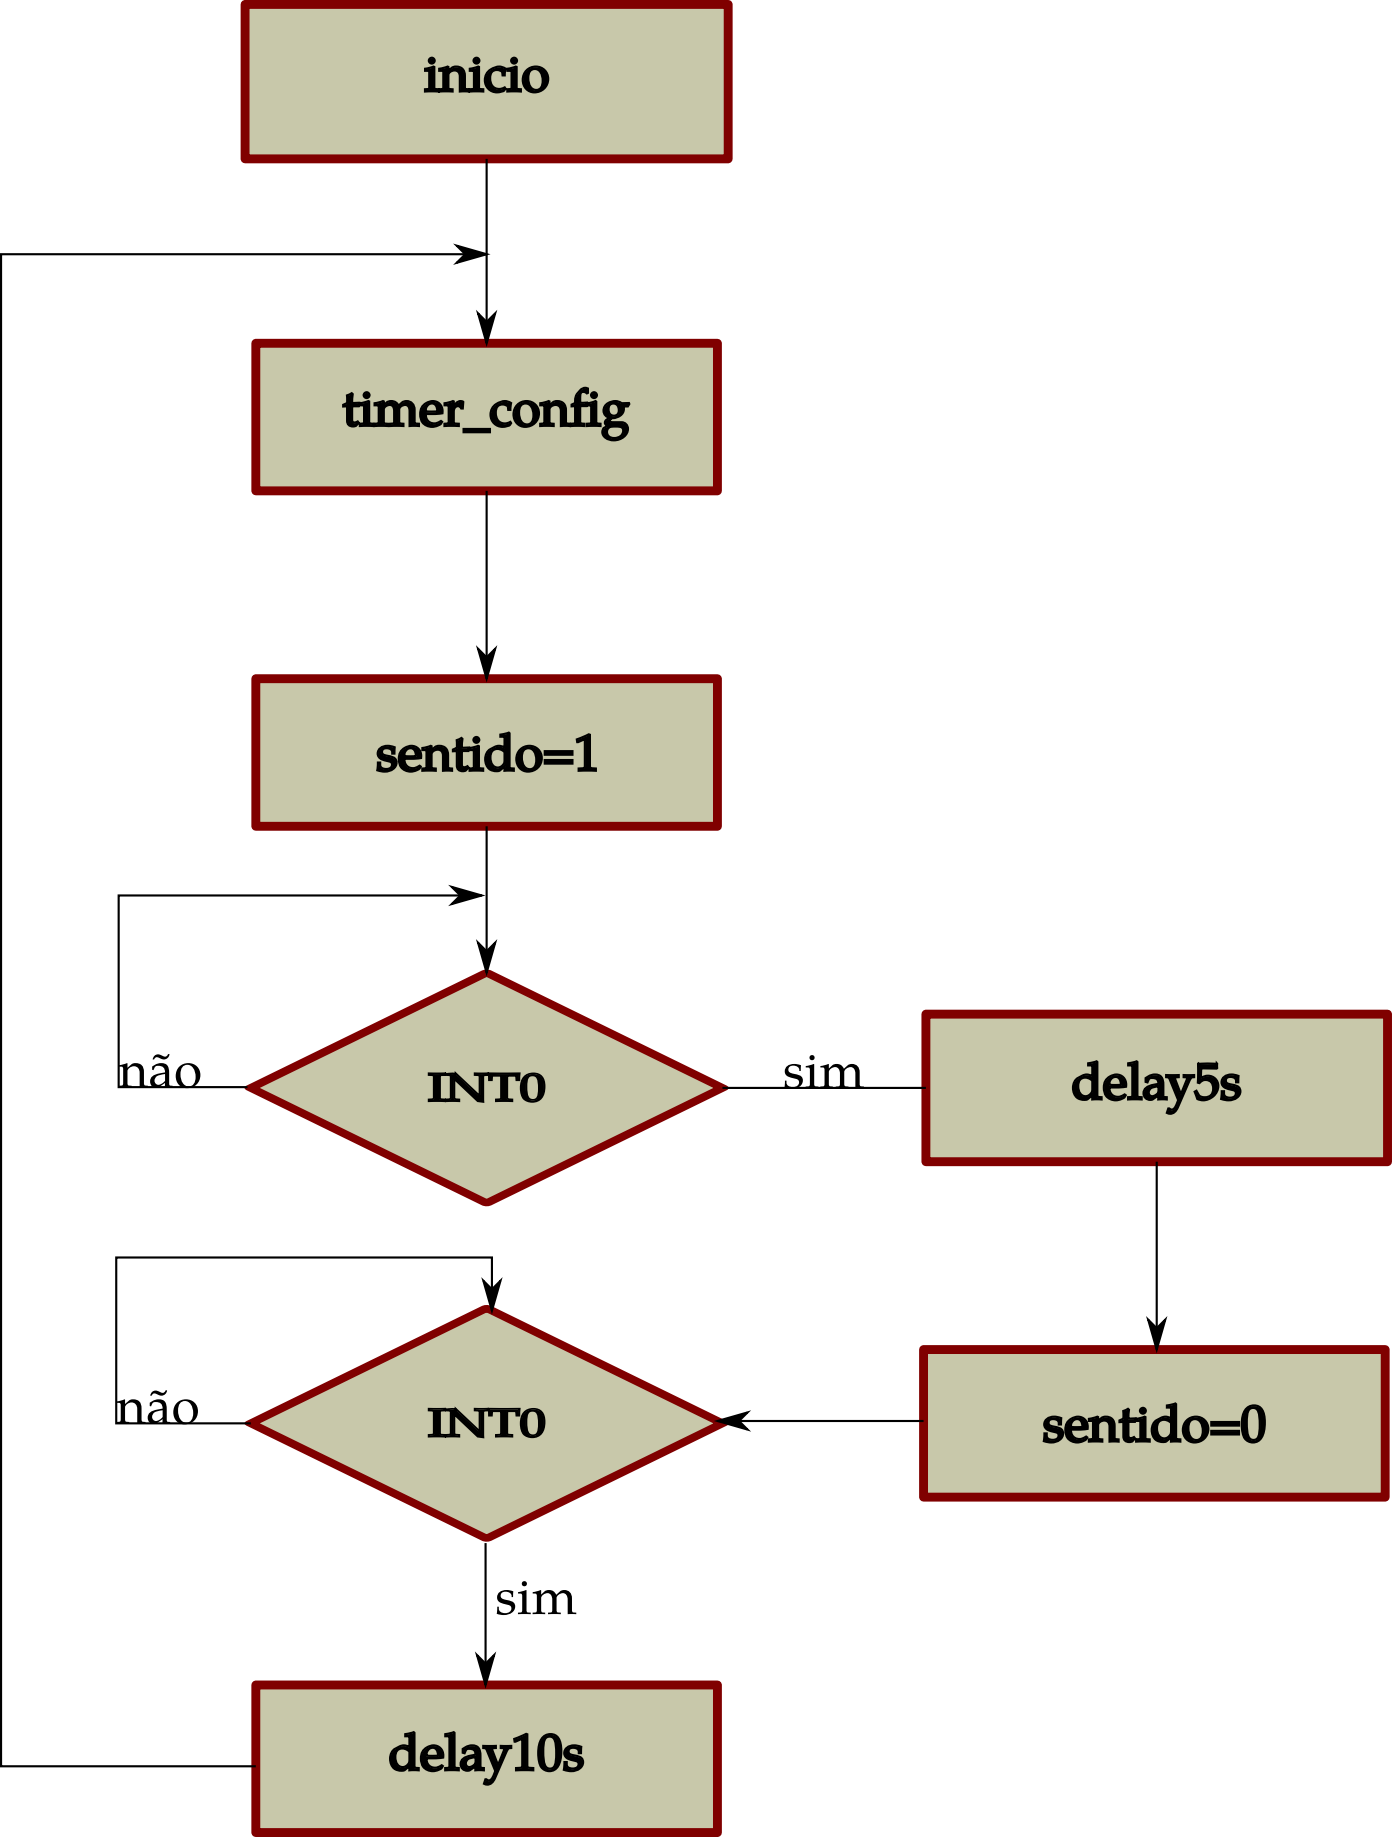 inicio
timer_config
sentido=1
não
INT0
sim
delay5s
não
INT0
sentido=0
sim
delay10s